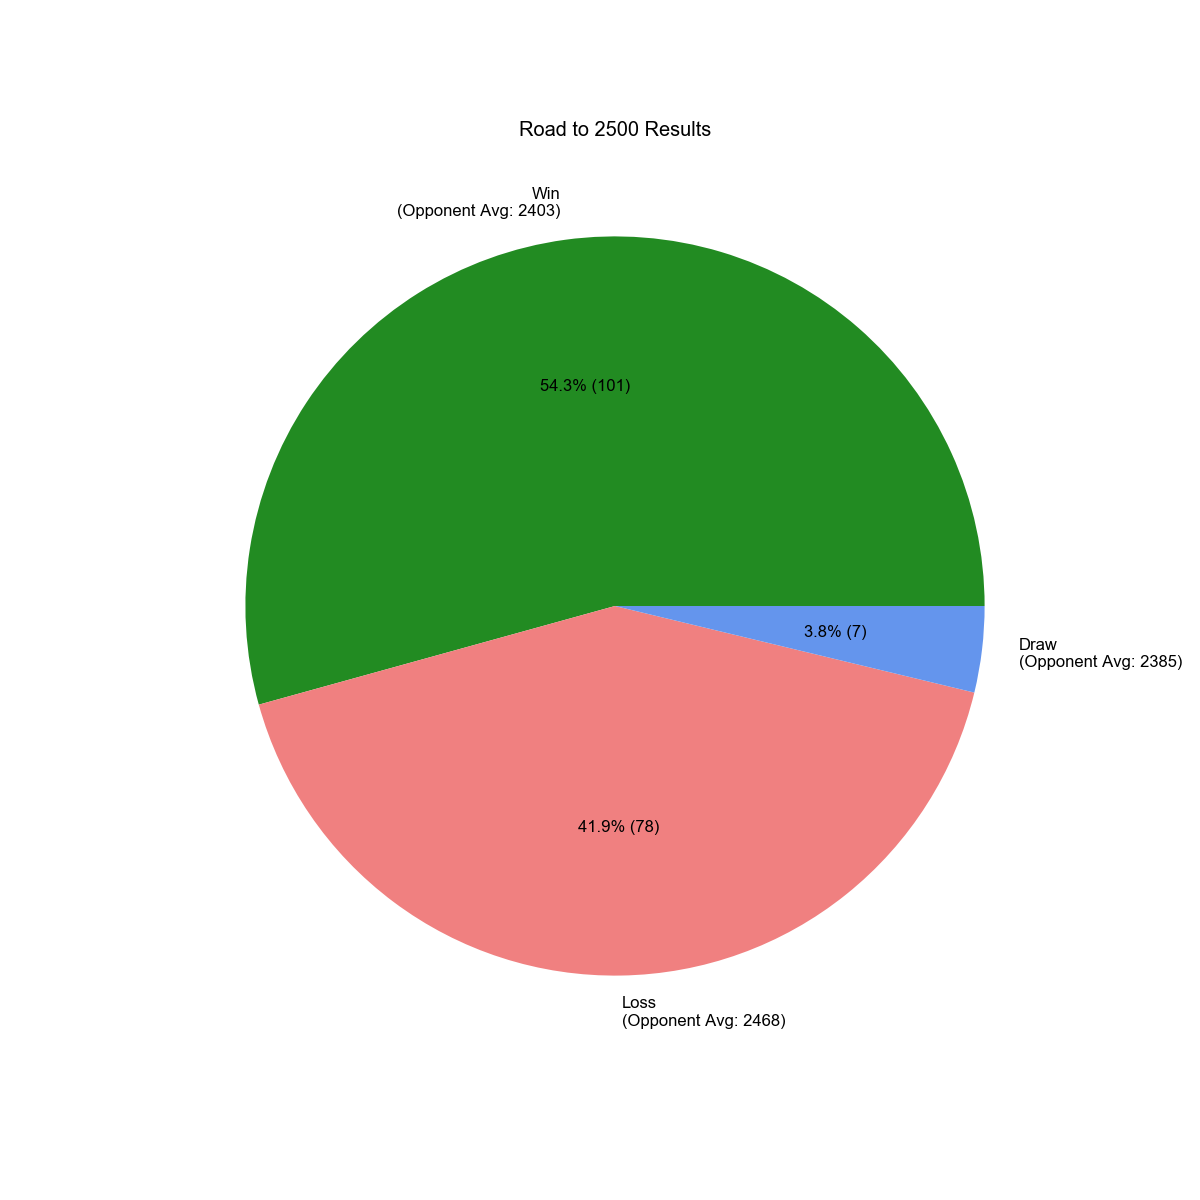 Road to 2500 Results
Win
(Opponent Avg: 2403)
54.3% (101)
3.8% (7)
Draw
(Opponent Avg: 2385)
41.9% (78)
Loss
(Opponent Avg: 2468)